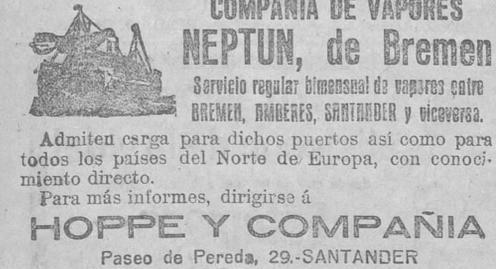 COMPAÑIA DE VAPORES
NEPTUN, de Bremen
Servicio regular bimensual de vapores entre
BREMEN, AMBERES, SANTANDER y viceversa.
Admiten carga para dichos puertos así como para
todos los países del Norte de Europa, con conoci-
miento directo.
Para más informes, dirigirse á
HOPPE Y COMPAÑIA
Paseo de Pereda, 29.-SANTANDER